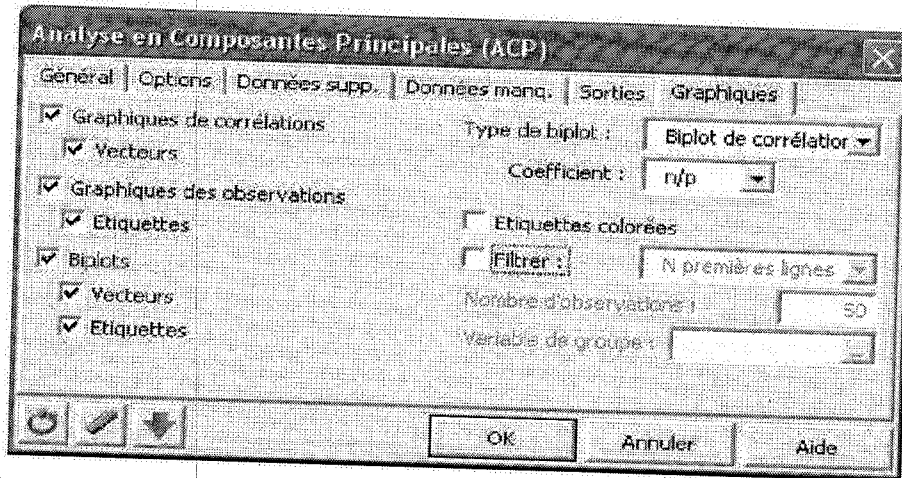 Analyse en Composantes Principales (ACP)
Général Options Données supp. Données manq. Sorties Graphiques
Graphiques de corrélations
Vecteurs
Graphiques des observations
Etiquettes
Biplots
Vecteurs
Etiquettes
Type de biplot : Biplot de corrélation
Coefficient : n/p
Etiquettes colorées
Filtrer : N premières lignes
Nombre d'observations : 50
Variable de groupe : ...
OK Annuler Aide